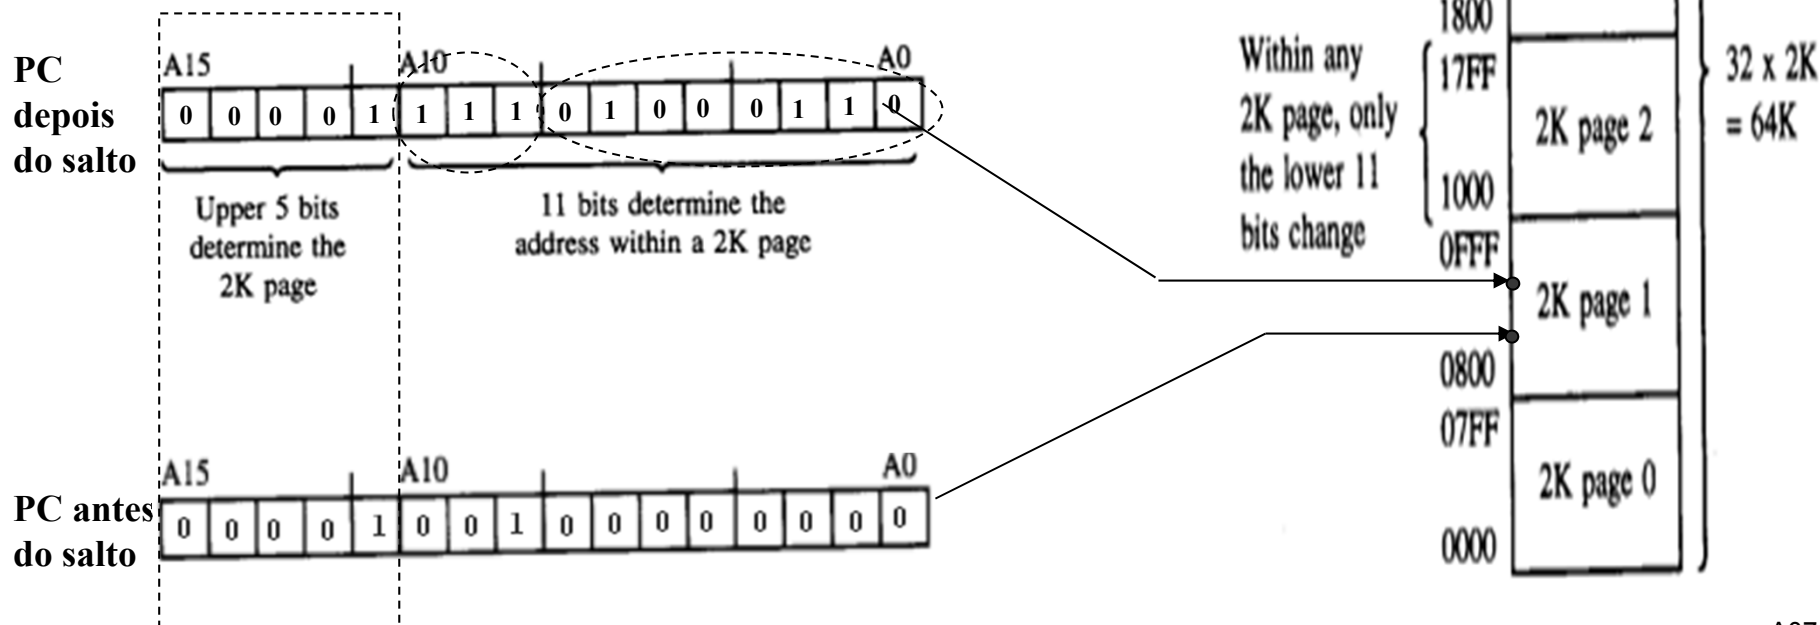 PC
depois
do salto
A15
A10
A0
0 0 0 0 1 1 1 1 0 1 0 0 0 1 1 0
Upper 5 bits
determine the
2K page
11 bits determine the
address within a 2K page
PC antes
do salto
A15
A10
A0
0 0 0 0 1 0 0 1 0 0 0 0 0 0 0 0
Within any
2K page, only
the lower 11
bits change
1800
17FF
1000
0FFF
0800
07FF
0000
2K page 2
2K page 1
2K page 0
32 x 2K
= 64K